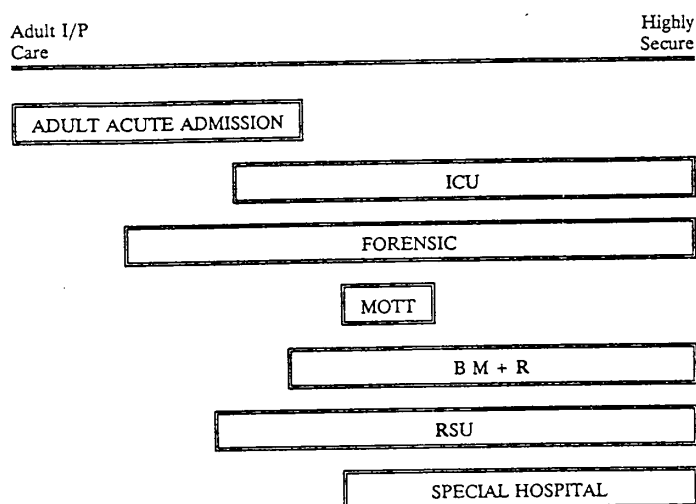 Adult I/P
Care
Highly
Secure
ADULT ACUTE ADMISSION
ICU
FORENSIC
MOTT
B M + R
RSU
SPECIAL HOSPITAL